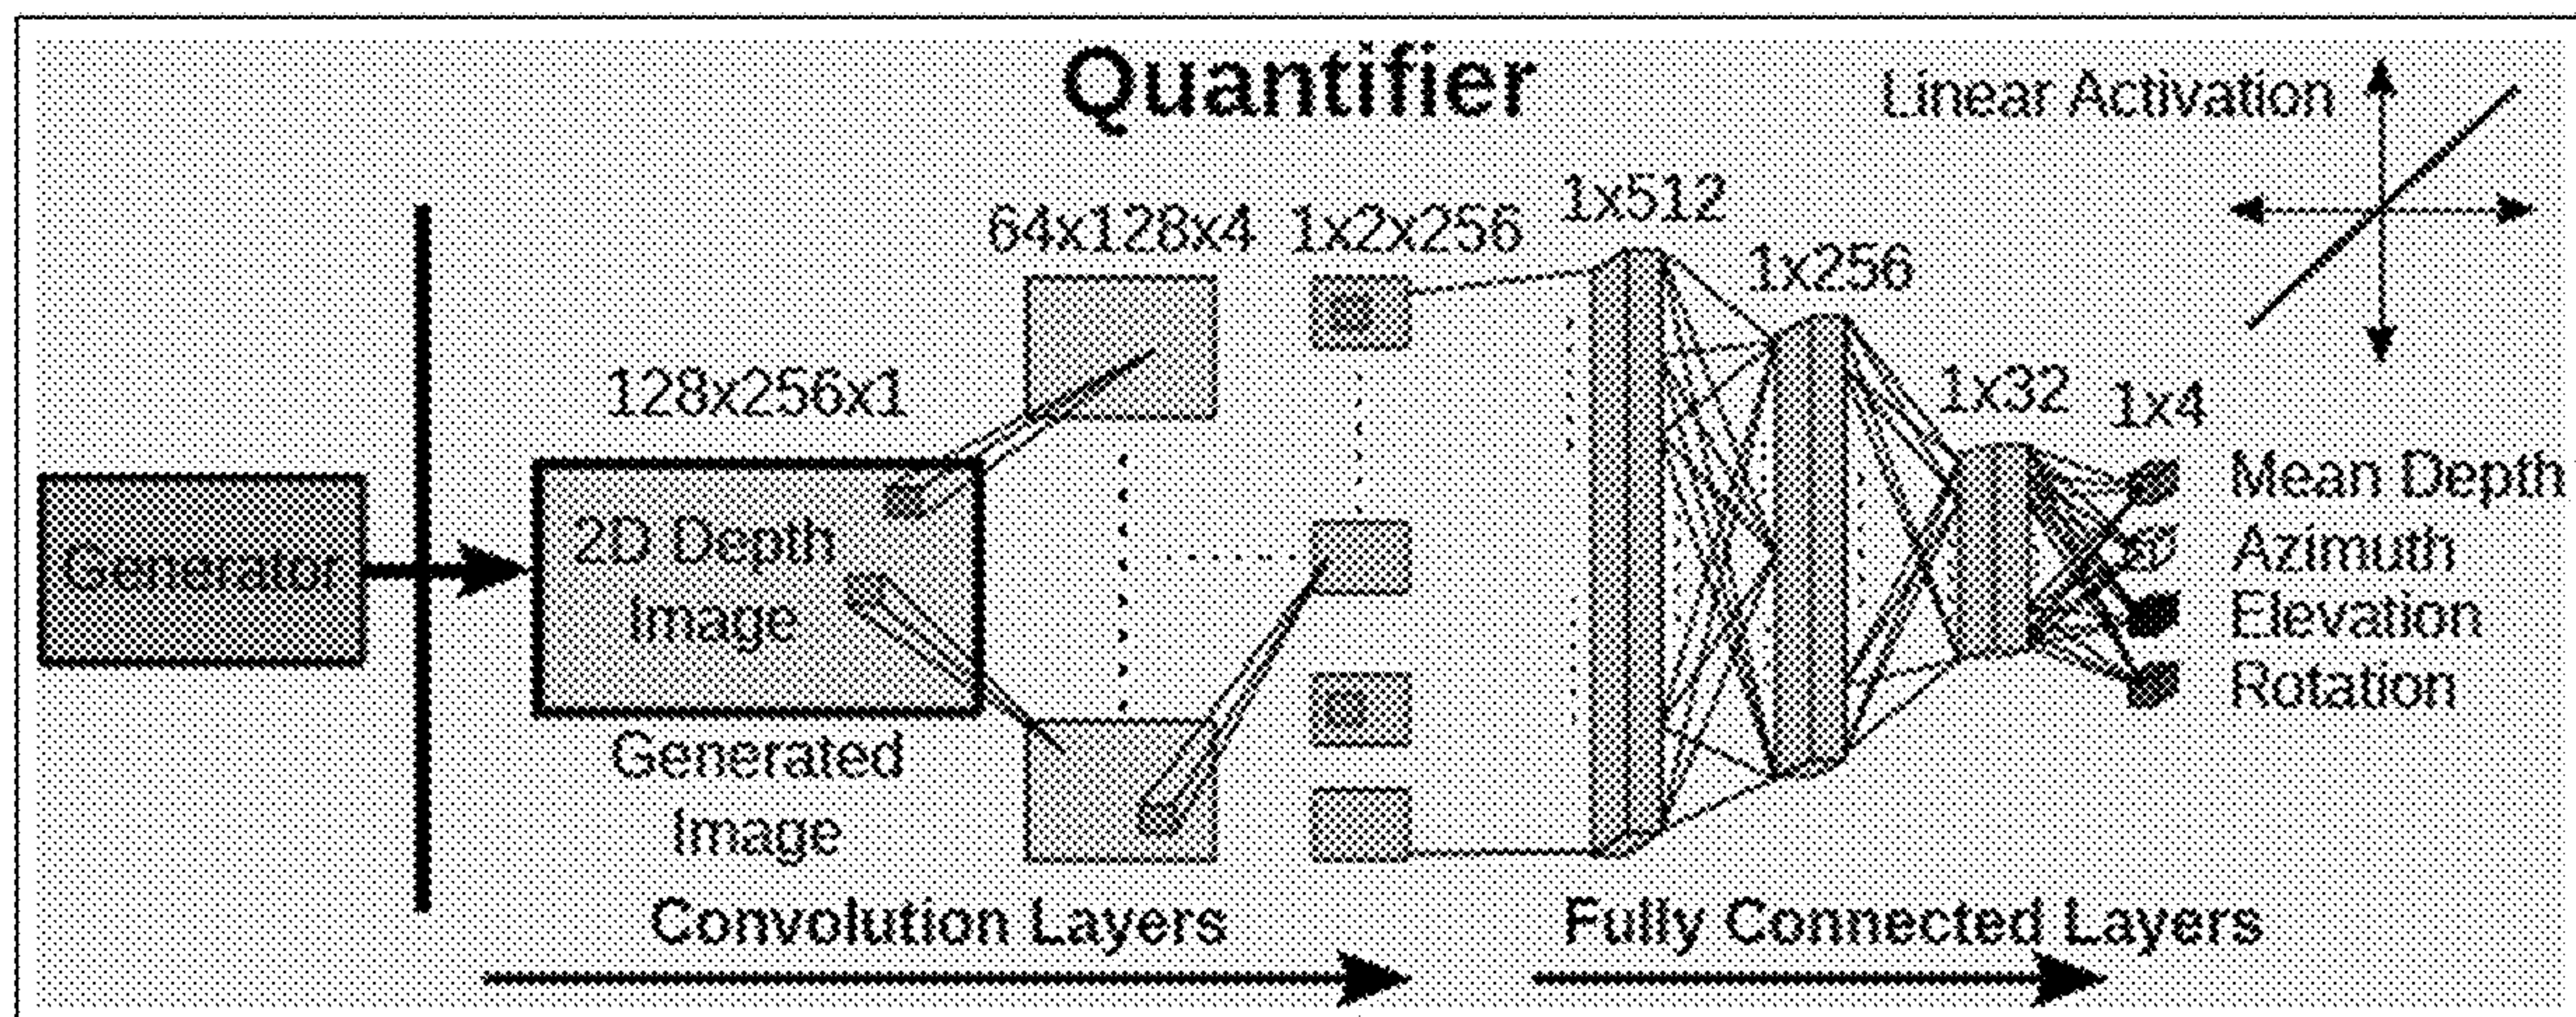 Quantifier
Linear Activation
64x128x4
1x2x256
1x512
1x256
128x256x1
1x32
1x4
Generator
2D Depth
Image
Generated
Image
Mean Depth
Azimuth
Elevation
Rotation
Convolution Layers
Fully Connected Layers